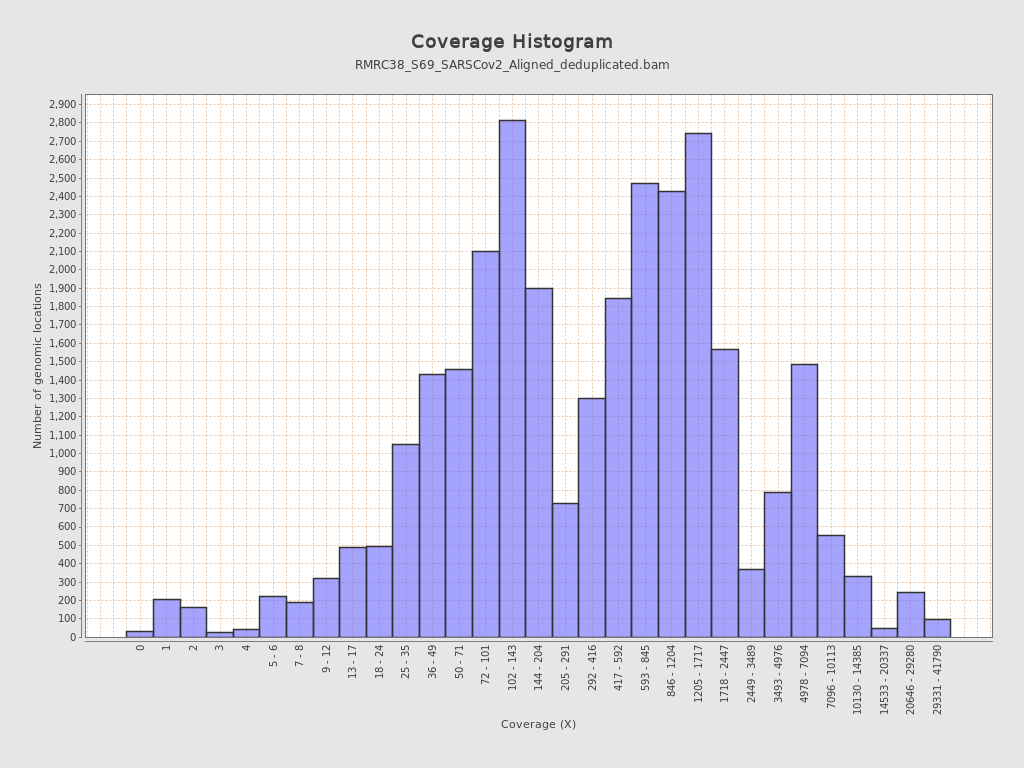 Coverage Histogram
RMRC38_S69_SARSCov2_Aligned_deduplicated.bam
Number of genomic locations
2,900
2,800
2,700
2,600
2,500
2,400
2,300
2,200
2,100
2,000
1,900
1,800
1,700
1,600
1,500
1,400
1,300
1,200
1,100
1,000
900
800
700
600
500
400
300
200
100
0
0
1
2
3
4
5 - 6
7 - 8
9 - 12
13 - 17
18 - 24
25 - 35
36 - 49
50 - 71
72 - 101
102 - 143
144 - 204
205 - 291
292 - 416
417 - 592
593 - 845
846 - 1204
1205 - 1717
1718 - 2447
2449 - 3489
3493 - 4976
4978 - 7094
7096 - 10113
10130 - 14385
14533 - 20337
20646 - 29280
29331 - 41790
Coverage (X)